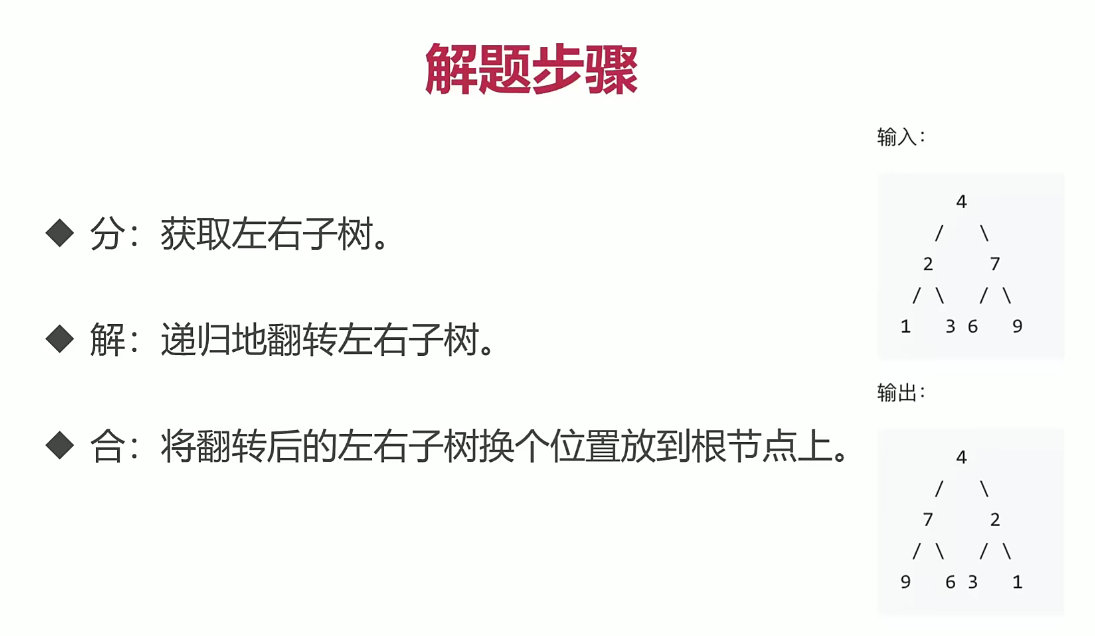 解题步骤
◆ 分：获取左右子树。
◆ 解：递归地翻转左右子树。
◆ 合：将翻转后的左右子树换个位置放到根节点上。
输入：
4
/ \
2 7
/ \ / \
1 3 6 9
输出：
4
/ \
7 2
/ \ / \
9 6 3 1